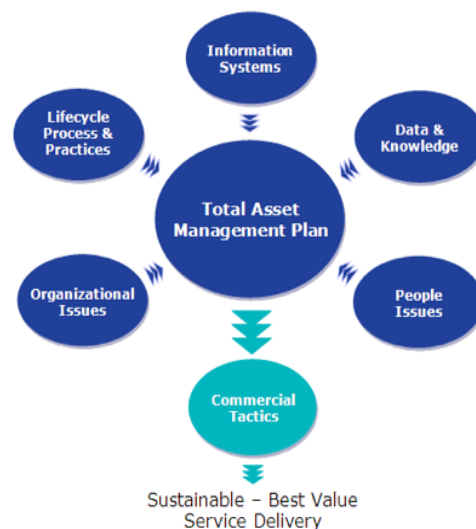 Information
Systems
Lifecycle
Process &
Practices
Data &
Knowledge
Total Asset
Management Plan
Organizational
Issues
People
Issues
Commercial
Tactics
Sustainable – Best Value
Service Delivery